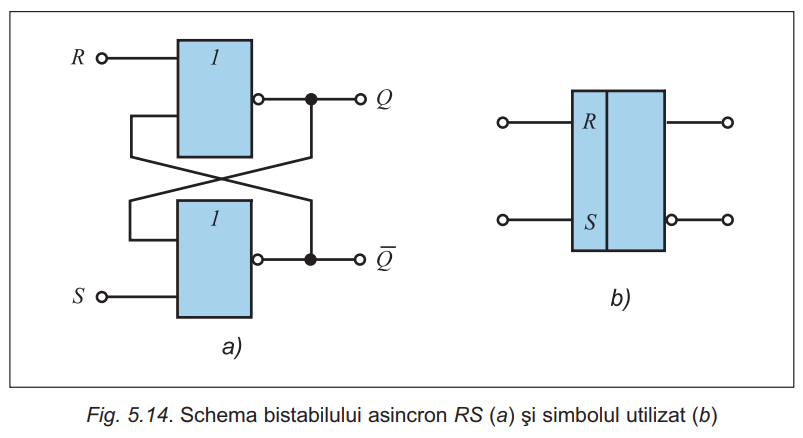 R
1
Q
1
Q̅
S
a)
R
S
b)
Fig. 5.14. Schema bistabilului asincron RS (a) şi simbolul utilizat (b)